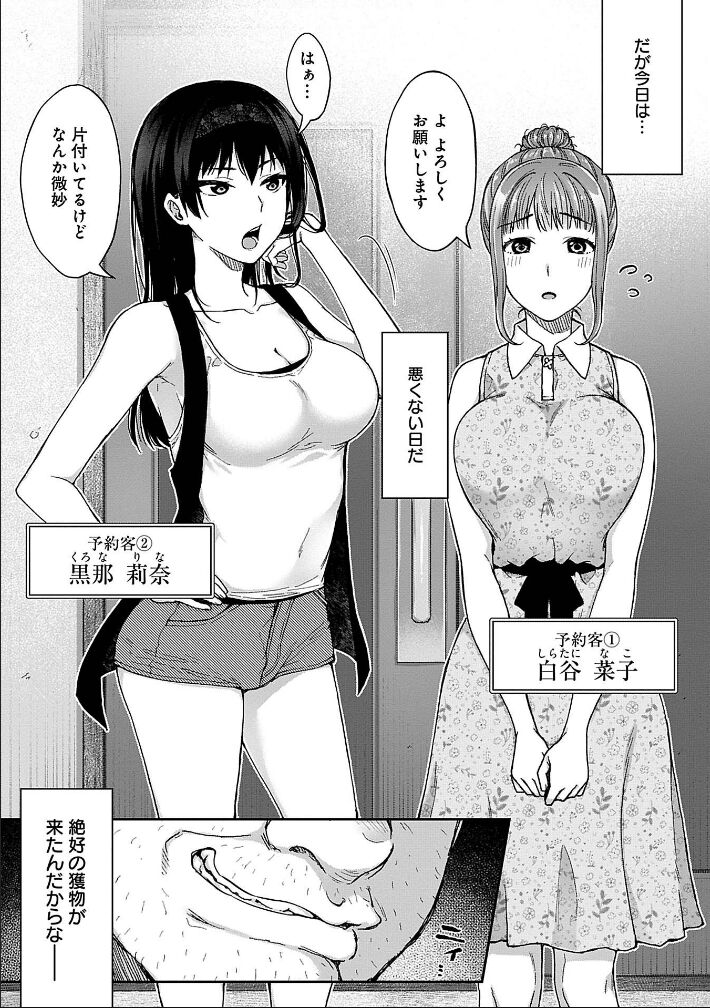 だが今日は…
よ よろしく
お願いします
はぁ…
片付いてるけど
なんか微妙
悪くない日だ
予約客②
くろな りな
黒那 莉奈
予約客①
しらたに なこ
白谷 菜子
絶好の獲物が
来たんだからな―
ニィ